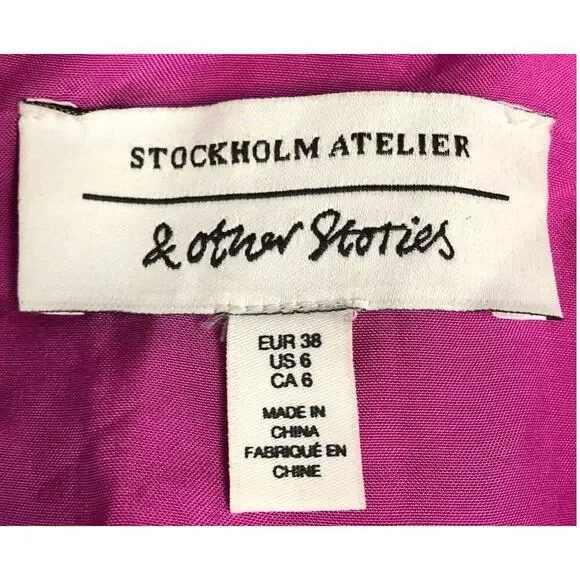 STOCKHOLM ATELIER
& other Stories
EUR 38
US 6
CA 6
MADE IN
CHINA
FABRIQUÉ EN
CHINE